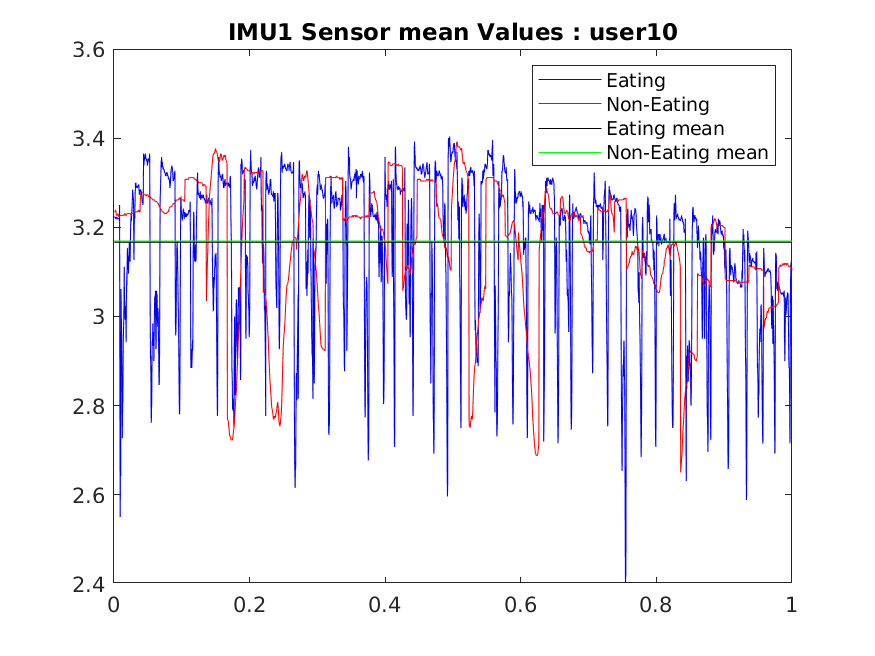 IMU1 Sensor mean Values : user10
3.6
3.4
3.2
3
2.8
2.6
2.4
0
0.2
0.4
0.6
0.8
1
Eating
Non-Eating
Eating mean
Non-Eating mean